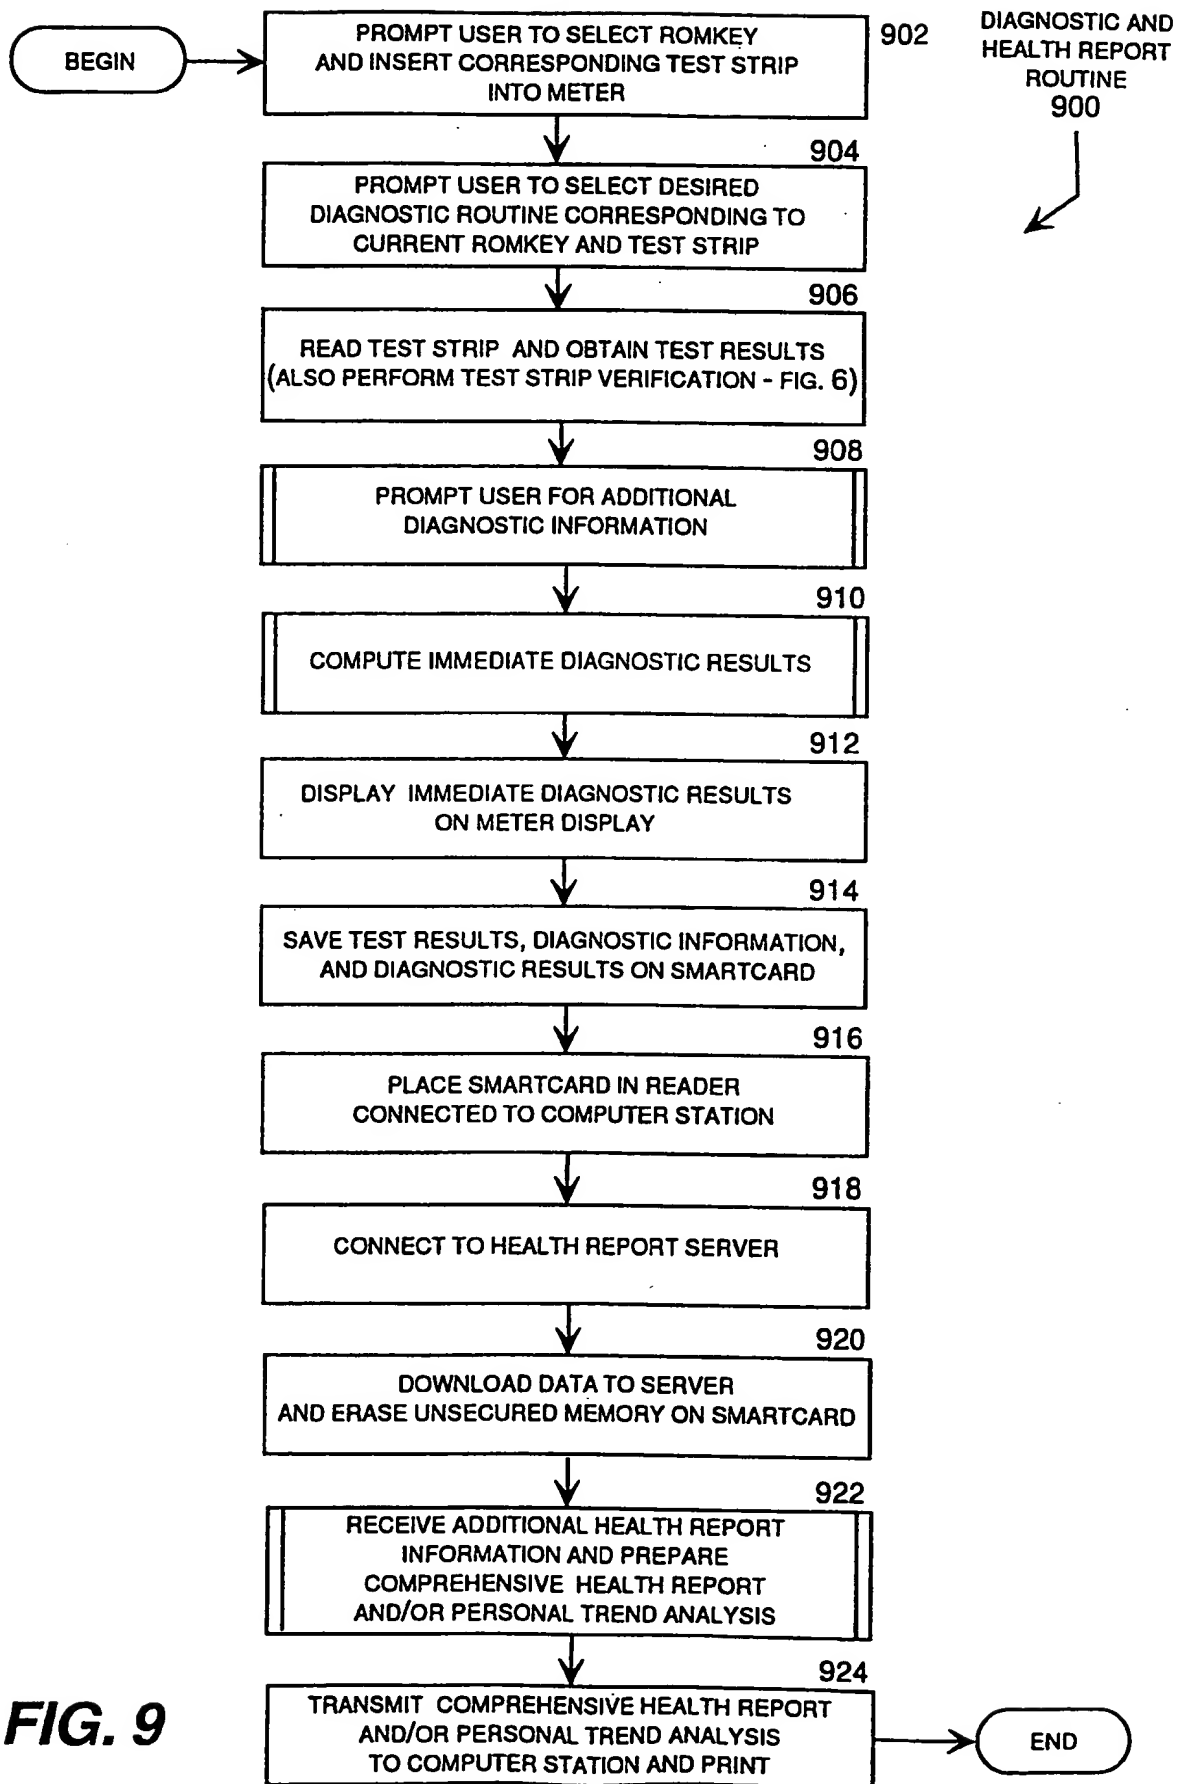 BEGIN
PROMPT USER TO SELECT ROMKEY
AND INSERT CORRESPONDING TEST STRIP
INTO METER
902
DIAGNOSTIC AND
HEALTH REPORT
ROUTINE
900
904
PROMPT USER TO SELECT DESIRED
DIAGNOSTIC ROUTINE CORRESPONDING TO
CURRENT ROMKEY AND TEST STRIP
906
READ TEST STRIP AND OBTAIN TEST RESULTS
(ALSO PERFORM TEST STRIP VERIFICATION - FIG. 6)
908
PROMPT USER FOR ADDITIONAL
DIAGNOSTIC INFORMATION
910
COMPUTE IMMEDIATE DIAGNOSTIC RESULTS
912
DISPLAY IMMEDIATE DIAGNOSTIC RESULTS
ON METER DISPLAY
914
SAVE TEST RESULTS, DIAGNOSTIC INFORMATION,
AND DIAGNOSTIC RESULTS ON SMARTCARD
916
PLACE SMARTCARD IN READER
CONNECTED TO COMPUTER STATION
918
CONNECT TO HEALTH REPORT SERVER
920
DOWNLOAD DATA TO SERVER
AND ERASE UNSECURED MEMORY ON SMARTCARD
922
RECEIVE ADDITIONAL HEALTH REPORT
INFORMATION AND PREPARE
COMPREHENSIVE HEALTH REPORT
AND/OR PERSONAL TREND ANALYSIS
924
TRANSMIT COMPREHENSIVE HEALTH REPORT
AND/OR PERSONAL TREND ANALYSIS
TO COMPUTER STATION AND PRINT
END
FIG. 9